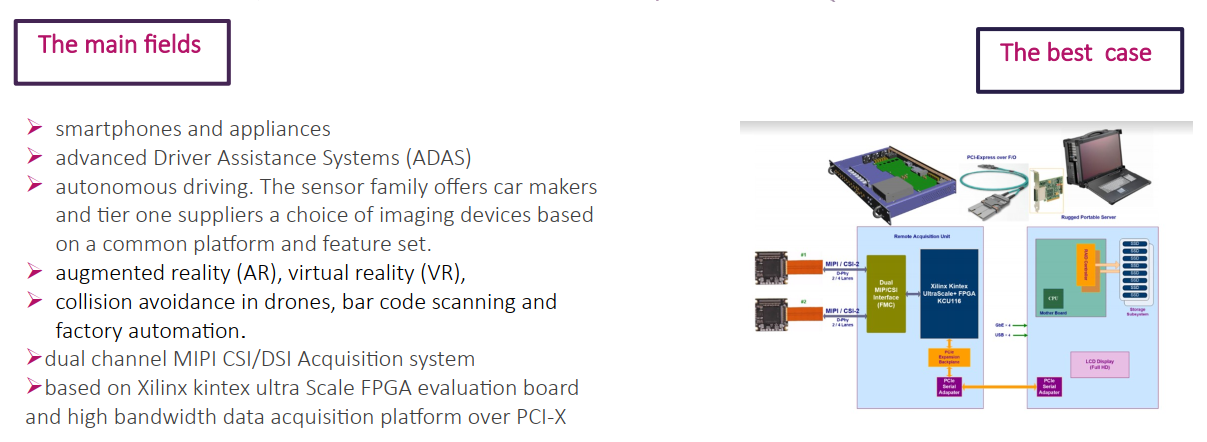 The main fields
The best case
smartphones and appliances
advanced Driver Assistance Systems (ADAS)
autonomous driving. The sensor family offers car makers
and tier one suppliers a choice of imaging devices based
on a common platform and feature set.
augmented reality (AR), virtual reality (VR),
collision avoidance in drones, bar code scanning and
factory automation.
dual channel MIPI CSI/DSI Acquisition system
based on Xilinx kintex ultra Scale FPGA evaluation board
and high bandwidth data acquisition platform over PCI-X
PCI-Express over F/O
Rugged Portable Server
Remote Acquisition Unit
#1
MIPI / CSI-2
D-Phy
2 / 4 Lanes
#2
MIPI / CSI-2
D-Phy
2 / 4 Lanes
Dual
MIP/CSI
Interface
(FMC)
Xilinx Kintex
UltraScale+ FPGA
KCU116
PCIe
Expansion
Backplane
PCIe
Serial
Adapater
PCIe
Serial
Adapater
CPU
Mother Board
RAID Controller
SSD
SSD
SSD
SSD
SSD
SSD
SSD
SSD
Storage
Subsystem
GbE - x
USB - x
LCD Display
(Full HD)